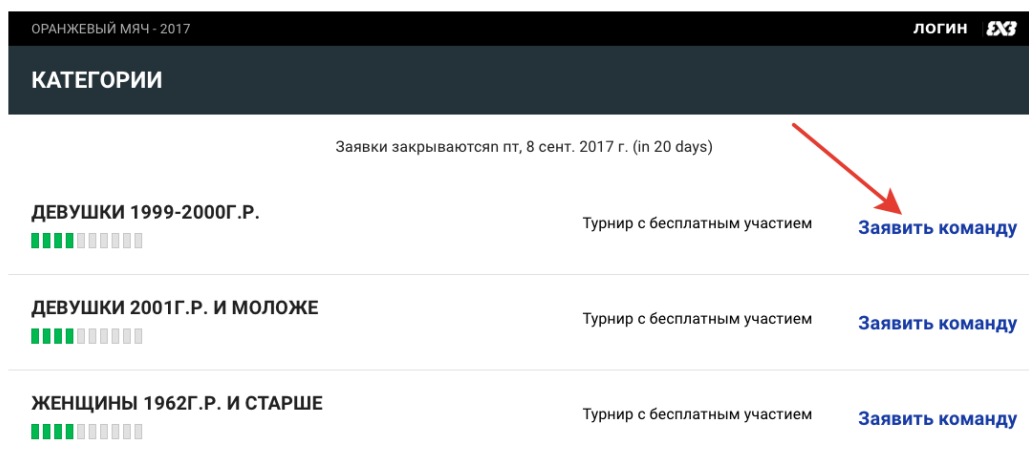 ОРАНЖЕВЫЙ МЯЧ - 2017 ЛОГИН 3X3
КАТЕГОРИИ
Заявки закрываютсяп пт, 8 сент. 2017 г. (in 20 days)
ДЕВУШКИ 1999-2000Г.Р. Турнир с бесплатным участием Заявить команду
ДЕВУШКИ 2001Г.Р. И МОЛОЖЕ Турнир с бесплатным участием Заявить команду
ЖЕНЩИНЫ 1962Г.Р. И СТАРШЕ Турнир с бесплатным участием Заявить команду